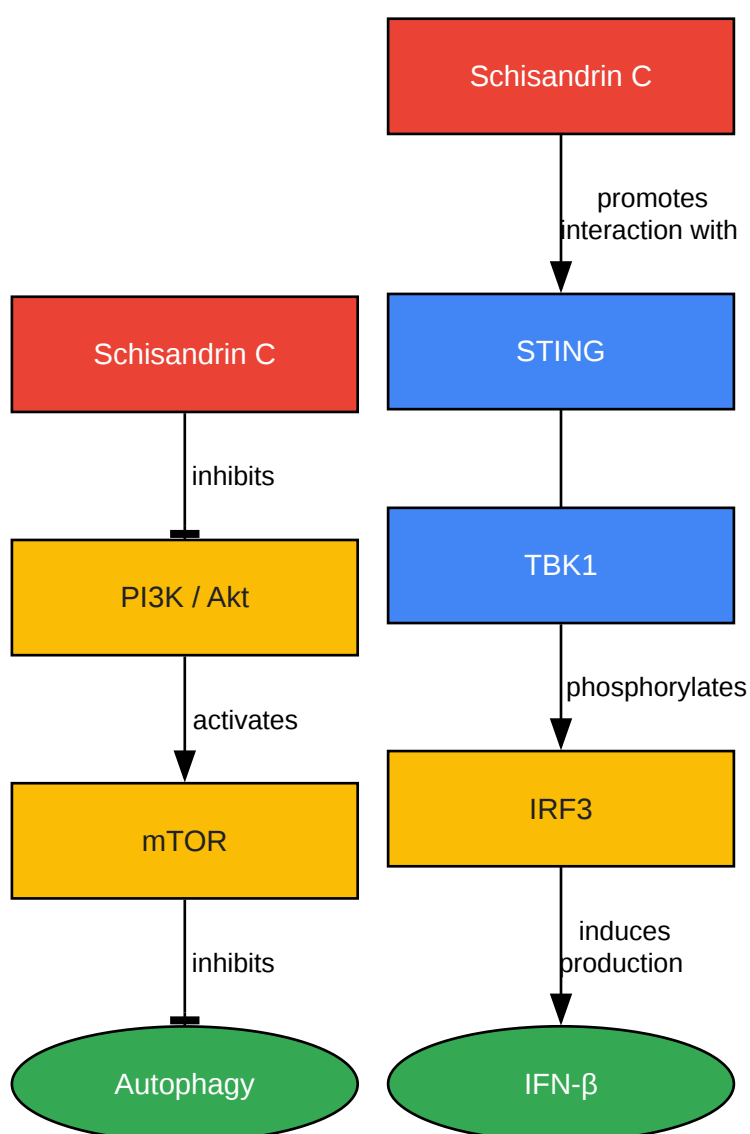 Schisandrin C
inhibits
PI3K / Akt
activates
mTOR
inhibits
Autophagy
Schisandrin C
promotes
interaction with
STING
TBK1
phosphorylates
IRF3
induces
production
IFN-β